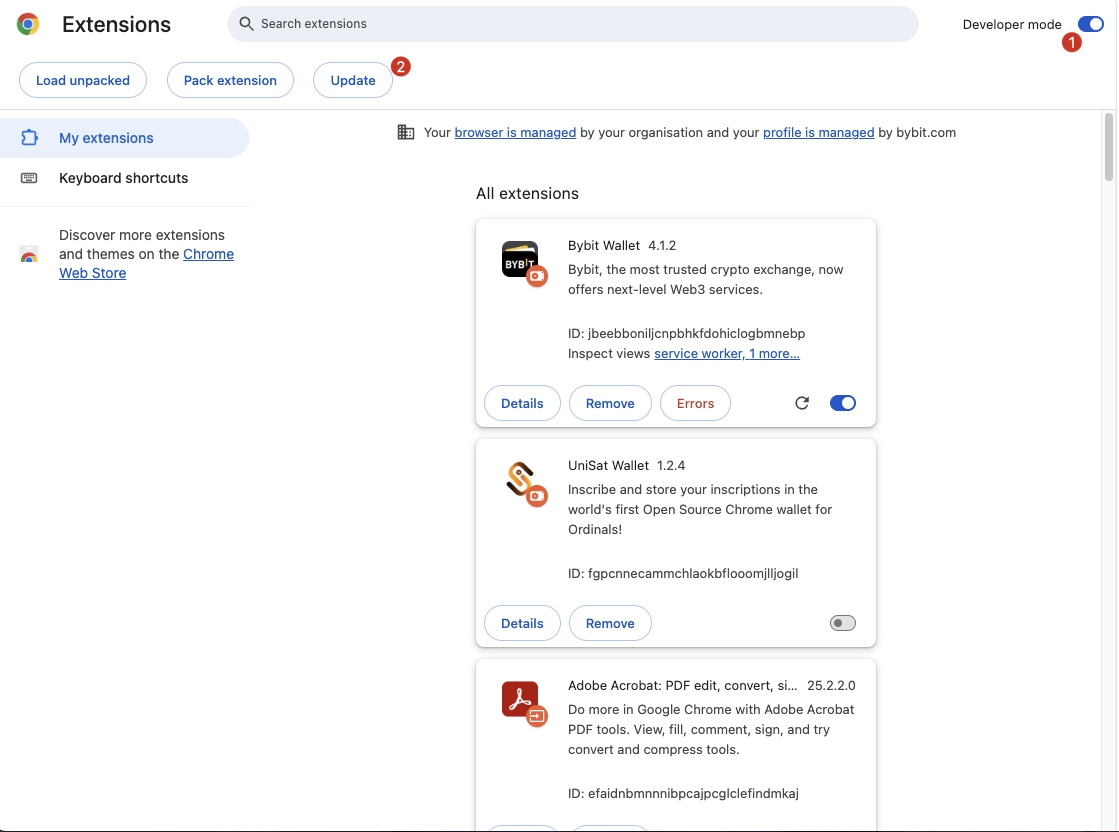 Extensions
Search extensions
Developer mode
1
Load unpacked
Pack extension
Update
2
My extensions
Keyboard shortcuts
Discover more extensions
and themes on the Chrome
Web Store
Your browser is managed by your organisation and your profile is managed by bybit.com
All extensions
BYBIT
Bybit Wallet 4.1.2
Bybit, the most trusted crypto exchange, now
offers next-level Web3 services.
ID: jbeebboniljcnpbhkfdohiclogbmnebp
Inspect views service worker, 1 more...
Details
Remove
Errors
UniSat Wallet 1.2.4
Inscribe and store your inscriptions in the
world's first Open Source Chrome wallet for
Ordinals!
ID: fgpcnnecammchlaokbflooomjlljogil
Details
Remove
Adobe Acrobat: PDF edit, convert, si... 25.2.2.0
Do more in Google Chrome with Adobe Acrobat
PDF tools. View, fill, comment, sign, and try
convert and compress tools.
ID: efaidnbmnnnibpcajpcglclefindmkaj